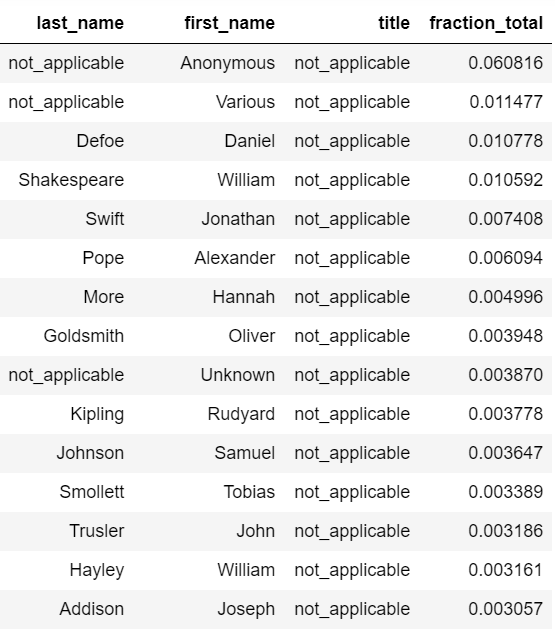 last_name first_name title fraction_total
not_applicable Anonymous not_applicable 0.060816
not_applicable Various not_applicable 0.011477
Defoe Daniel not_applicable 0.010778
Shakespeare William not_applicable 0.010592
Swift Jonathan not_applicable 0.007408
Pope Alexander not_applicable 0.006094
More Hannah not_applicable 0.004996
Goldsmith Oliver not_applicable 0.003948
not_applicable Unknown not_applicable 0.003870
Kipling Rudyard not_applicable 0.003778
Johnson Samuel not_applicable 0.003647
Smollett Tobias not_applicable 0.003389
Trusler John not_applicable 0.003186
Hayley William not_applicable 0.003161
Addison Joseph not_applicable 0.003057